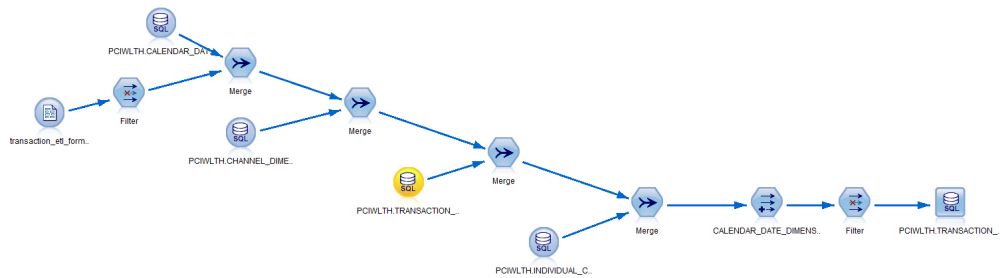 SQL
PCIWLTH.CALENDAR_DAY
Merge
Filter
transaction_etl_form..
Merge
SQL
PCIWLTH.CHANNEL_DIME..
Merge
SQL
PCIWLTH.TRANSACTION_..
Merge
SQL
PCIWLTH.INDIVIDUAL_C..
CALENDAR_DATE_DIMENS..
Filter
SQL
PCIWLTH.TRANSACTION_..